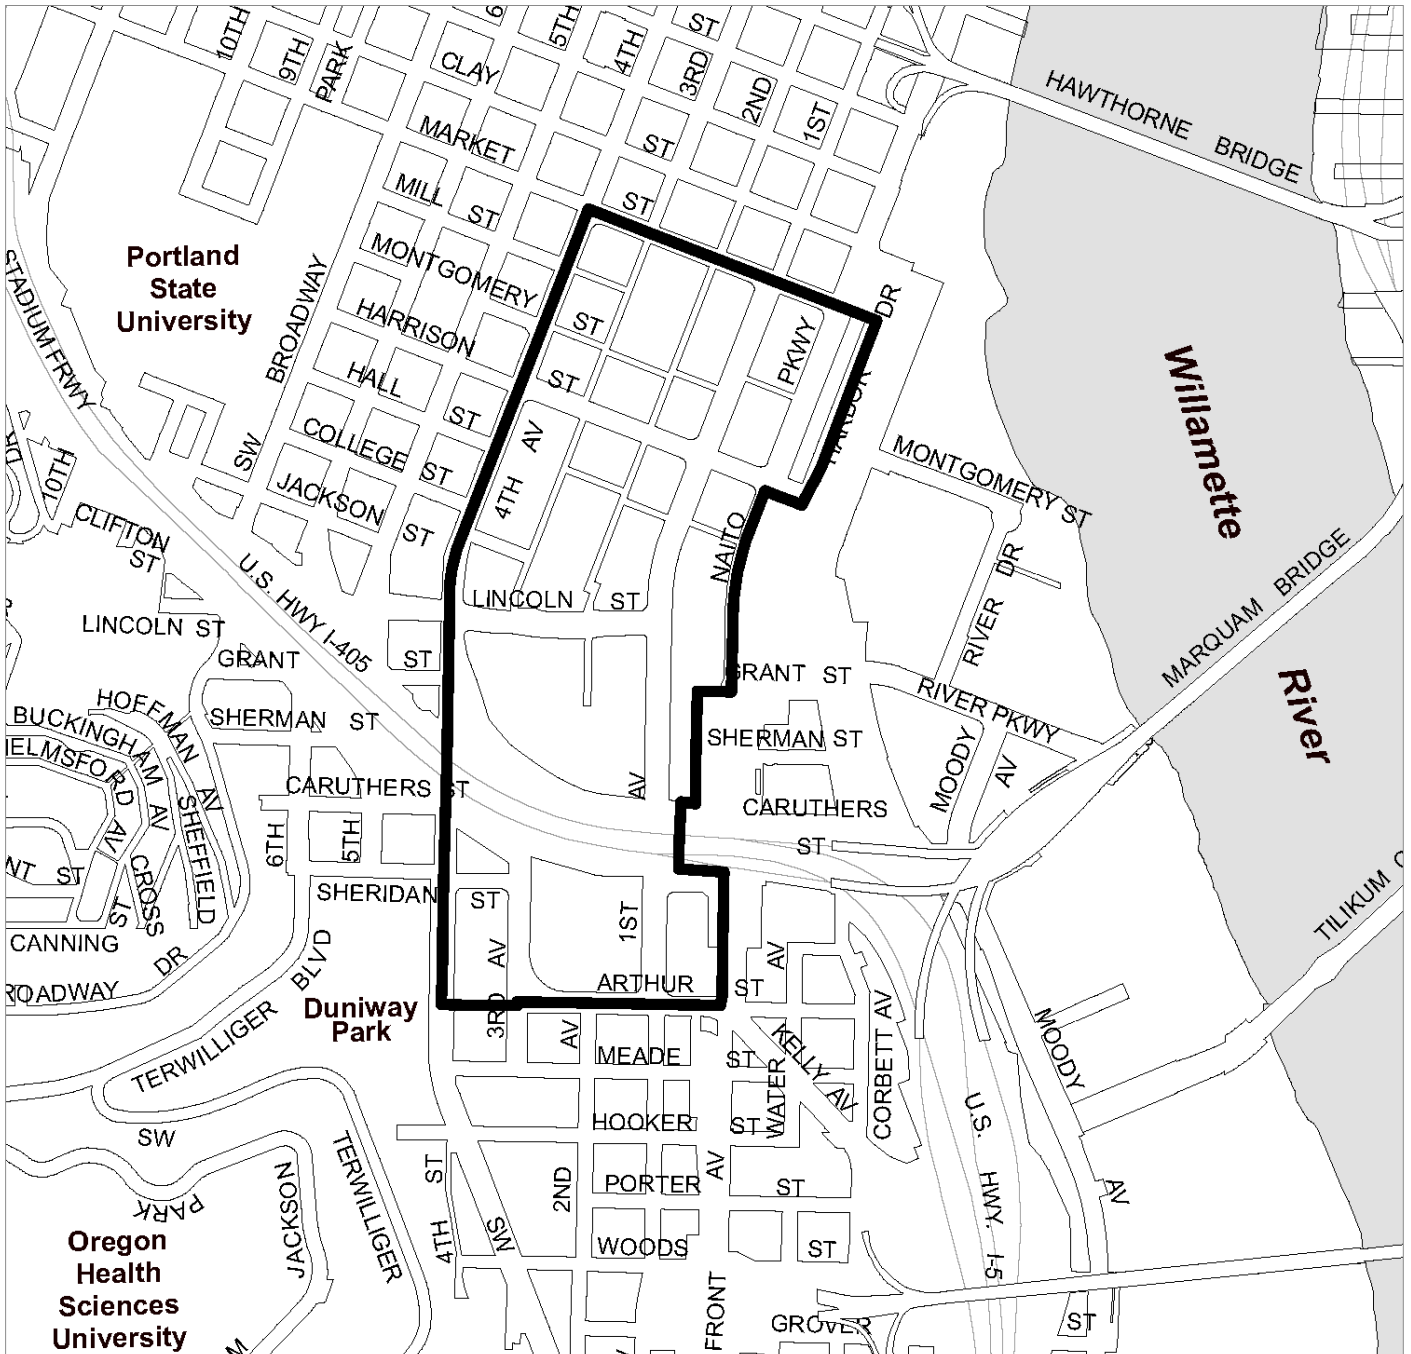 10TH
9TH
PARK
6
5TH
4TH
3RD
2ND
1ST
ST
CLAY
MARKET ST
MILL ST
ST
MONTGOMERY
HARRISON ST
HALL ST
COLLEGE ST
JACKSON ST
ST
ST
HAWTHORNE BRIDGE
Portland
State
University
SW BROADWAY
STADIUM FRWY
DR
10TH
CLIFTON
ST
U.S. HWY I-405
4TH AV
PKWY
HARBOR DR
NAITO
MONTGOMERY ST
RIVER DR
Willamette
River
MARQUAM BRIDGE
LINCOLN ST
LINCOLN ST
GRANT ST
GRANT ST
RIVER PKWY
HOFFMAN AV
BUCKINGHAM AV
SHERMAN ST
SHERMAN ST
MOODY AV
CARUTHERS ST
CARUTHERS
ST
AV
AV
SHEFFIELD
CROSS
ST
ST
6TH
5TH
SHERIDAN ST
1ST
CANNING
DR
TERWILLIGER BLVD
Duniway
Park
3RD AV
ARTHUR ST
AV
TILIKUM
AV
MEADE ST
KELLY AV
CORBETT AV
MOODY
AV
HOOKER ST
WATER
U.S. HWY. I-5
SW
PARK
JACKSON
TERWILLIGER
ST
4TH
SW
2ND
PORTER ST
AV
WOODS ST
FRONT
GROVER
ST
Oregon
Health
Sciences
University